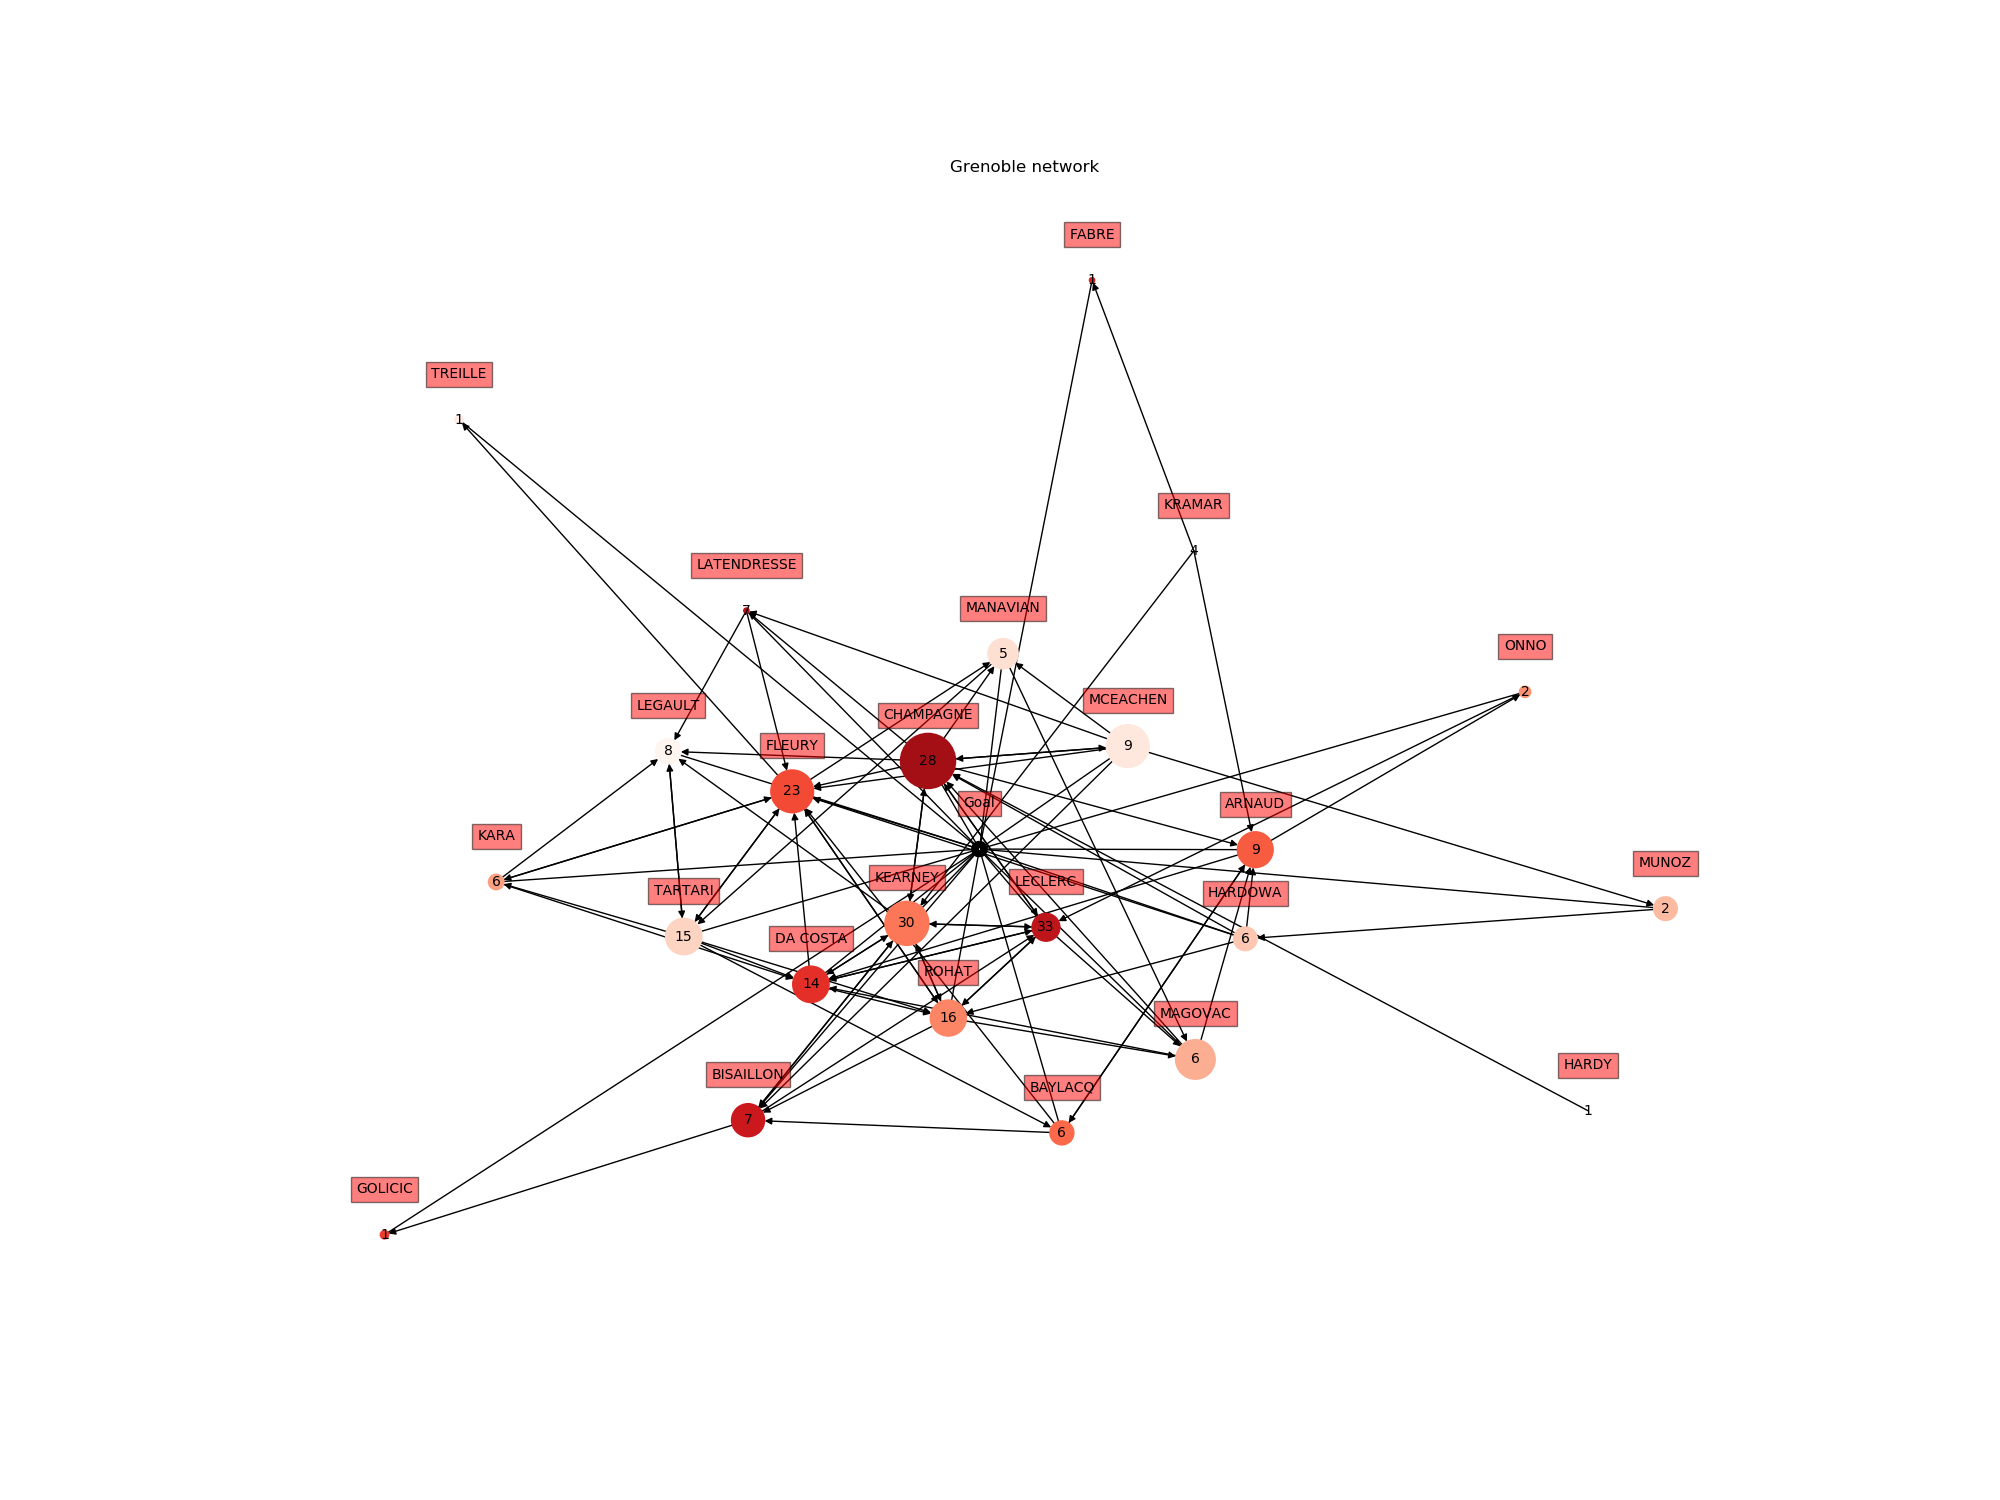 Grenoble network
FABRE
1
TREILLE
1
KRAMAR
4
LATENDRESSE
7
MANAVIAN
5
ONNO
2
MCEACHEN
9
LEGAULT
8
CHAMPAGNE
28
FLEURY
23
Goal
ARNAUD
9
KARA
6
MUNOZ
2
KEARNEY
30
LECLERC
33
TARTARI
15
HARDOWA
6
DA COSTA
14
ROHAT
16
MAGOVAC
6
HARDY
1
BISAILLON
7
BAYLACQ
6
GOLICIC
1